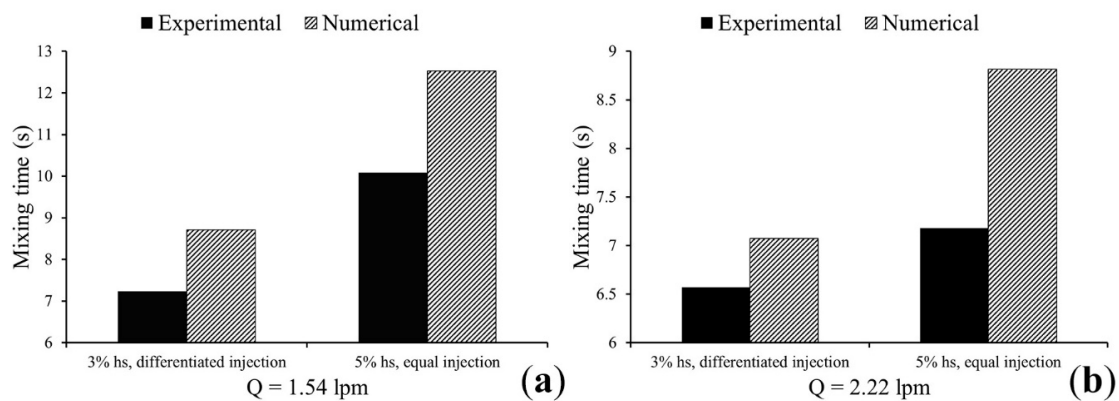 Experimental Numerical
13
12
11
10
9
8
7
6
Mixing time (s)
3% hs, differentiated injection 5% hs, equal injection
Q = 1.54 lpm
(a)
Experimental Numerical
9
8.5
8
7.5
7
6.5
6
Mixing time (s)
3% hs, differentiated injection 5% hs, equal injection
Q = 2.22 lpm
(b)